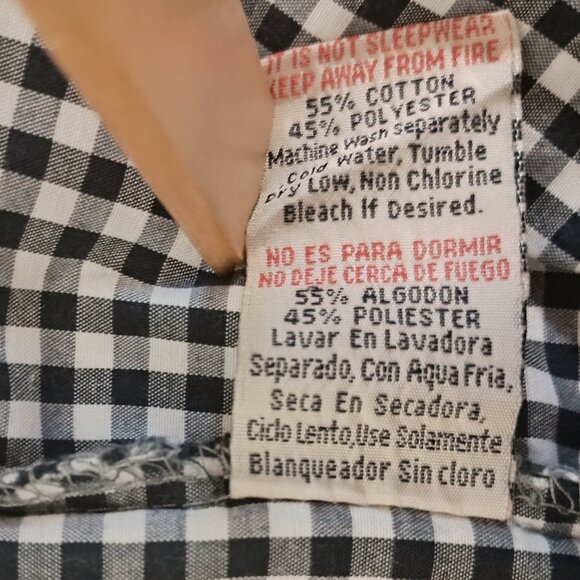 IT IS NOT SLEEPWEAR
KEEP AWAY FROM FIRE
55% COTTON
45% POLYESTER
Machine Wash Separately
Cold Water, Tumble
Dry Low, Non Chlorine
Bleach If Desired.
NO ES PARA DORMIR
NO DEJE CERCA DE FUEGO
55% ALGODON
45% POLIESTER
Lavar En Lavadora
Separado, Con Aqua Fria,
Seca En Secadora,
Ciclo Lento,Use Solamente
Blanqueador Sin cloro